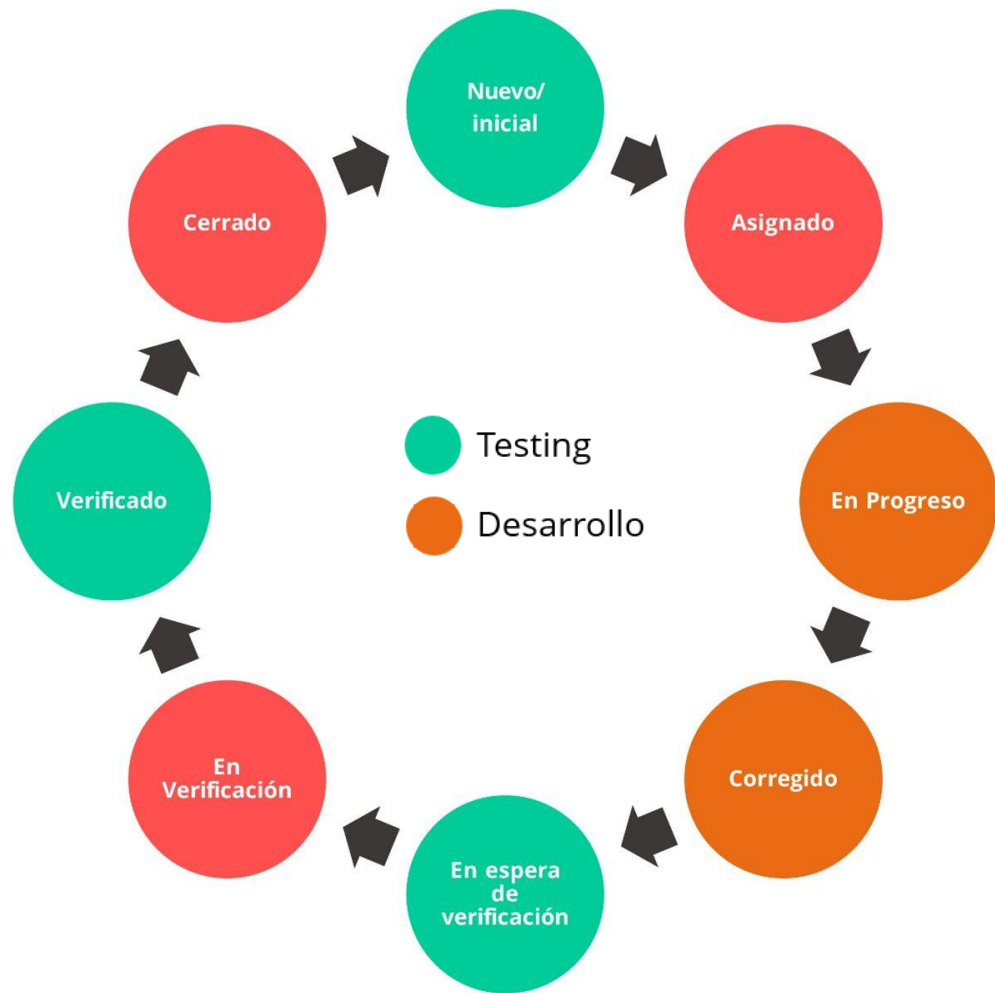 Nuevo/
inicial
Asignado
En Progreso
Corregido
En espera
de
verificación
En
Verificación
Verificado
Cerrado
Testing
Desarrollo